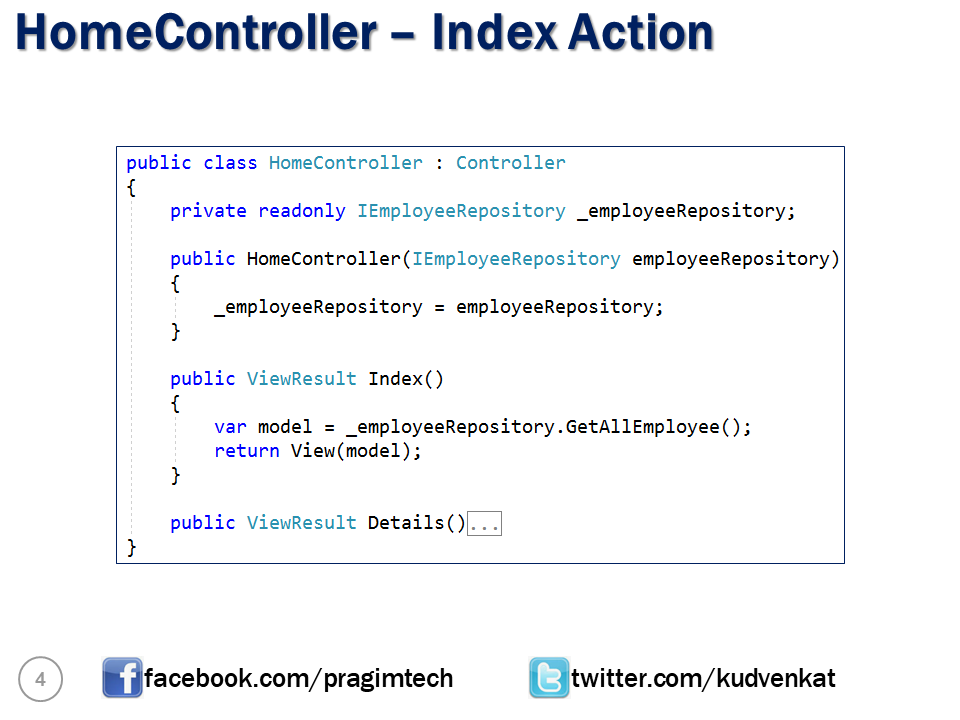 HomeController – Index Action
public class HomeController : Controller
{
    private readonly IEmployeeRepository _employeeRepository;
    public HomeController(IEmployeeRepository employeeRepository)
    {
        _employeeRepository = employeeRepository;
    }
    public ViewResult Index()
    {
        var model = _employeeRepository.GetAllEmployee();
        return View(model);
    }
    public ViewResult Details()...
}
4 facebook.com/pragimtech twitter.com/kudvenkat